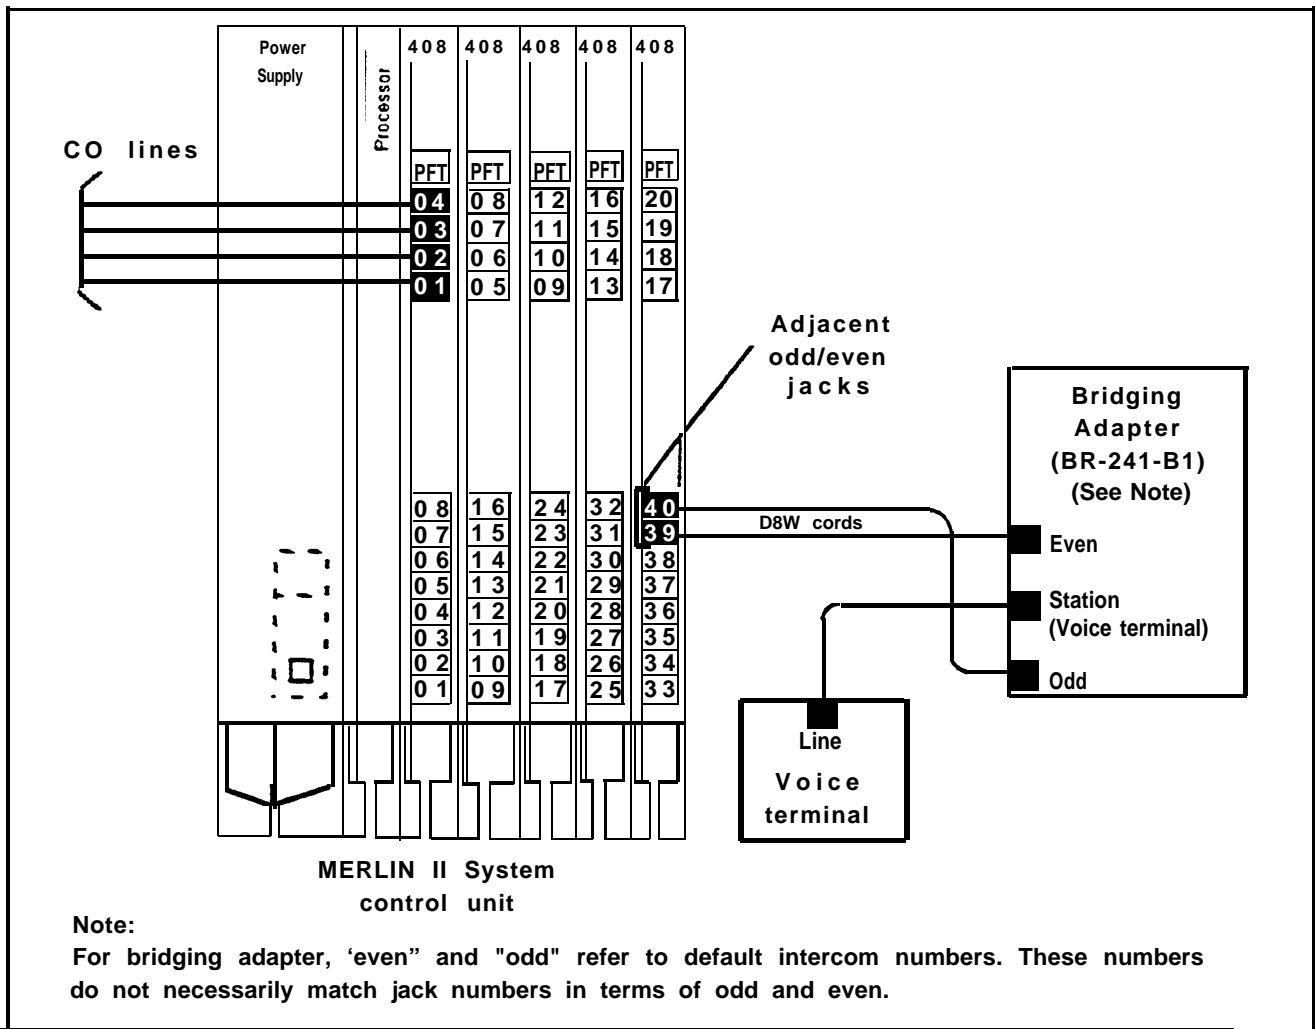 Power
Supply
Processor
408 408 408 408 408
CO lines
PFT PFT PFT PFT PFT
04 08 12 16 20
03 07 11 15 19
02 06 10 14 18
01 05 09 13 17
Adjacent
odd/even
jacks
Bridging
Adapter
(BR-241-B1)
(See Note)
08 16 24 32 40
07 15 23 31 39
06 14 22 30 38
05 13 21 29 37
04 12 20 28 36
03 11 19 27 35
02 10 18 26 34
01 09 17 25 33
D8W cords
Even
Station
(Voice terminal)
Odd
Line
Voice
terminal
MERLIN II System
control unit
Note:
For bridging adapter, ‘even” and "odd" refer to default intercom numbers. These numbers
do not necessarily match jack numbers in terms of odd and even.